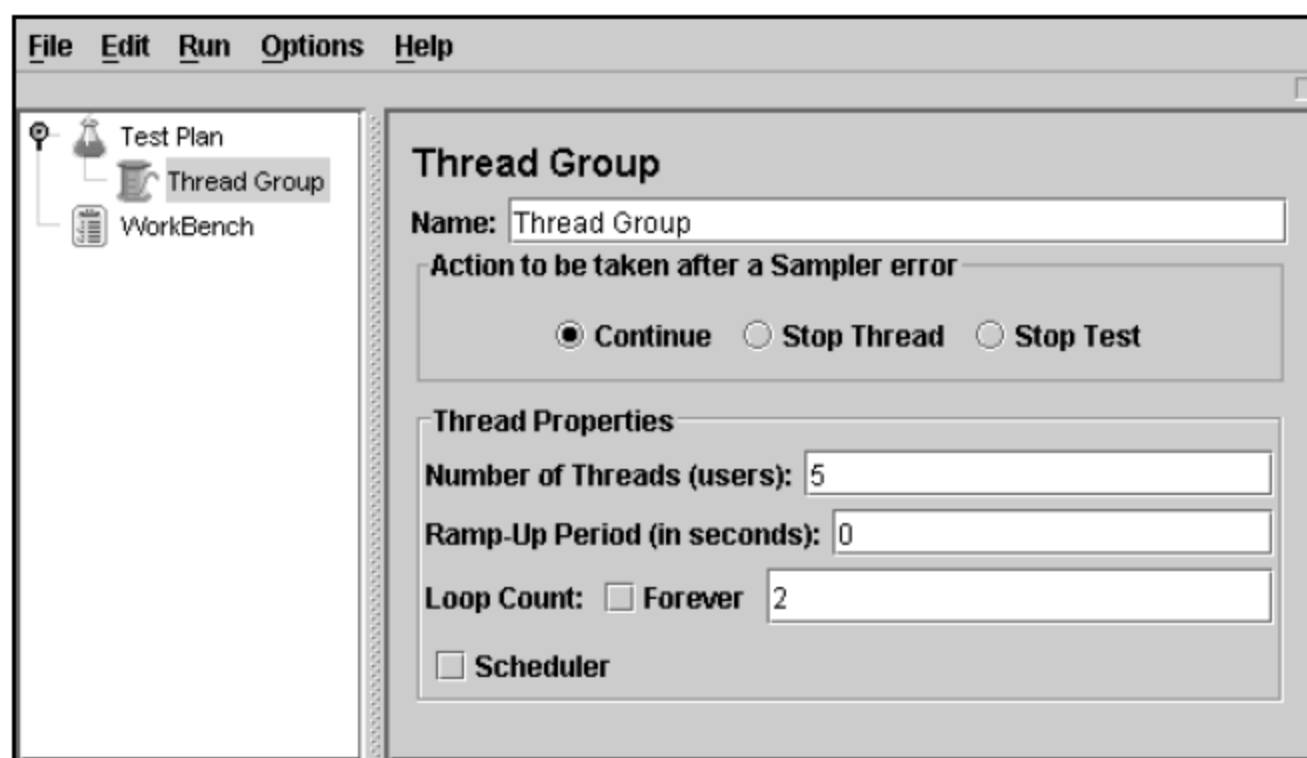 File Edit Run Options Help
Test Plan
Thread Group
WorkBench
Thread Group
Name: Thread Group
Action to be taken after a Sampler error
Continue Stop Thread Stop Test
Thread Properties
Number of Threads (users): 5
Ramp-Up Period (in seconds): 0
Loop Count: Forever 2
Scheduler